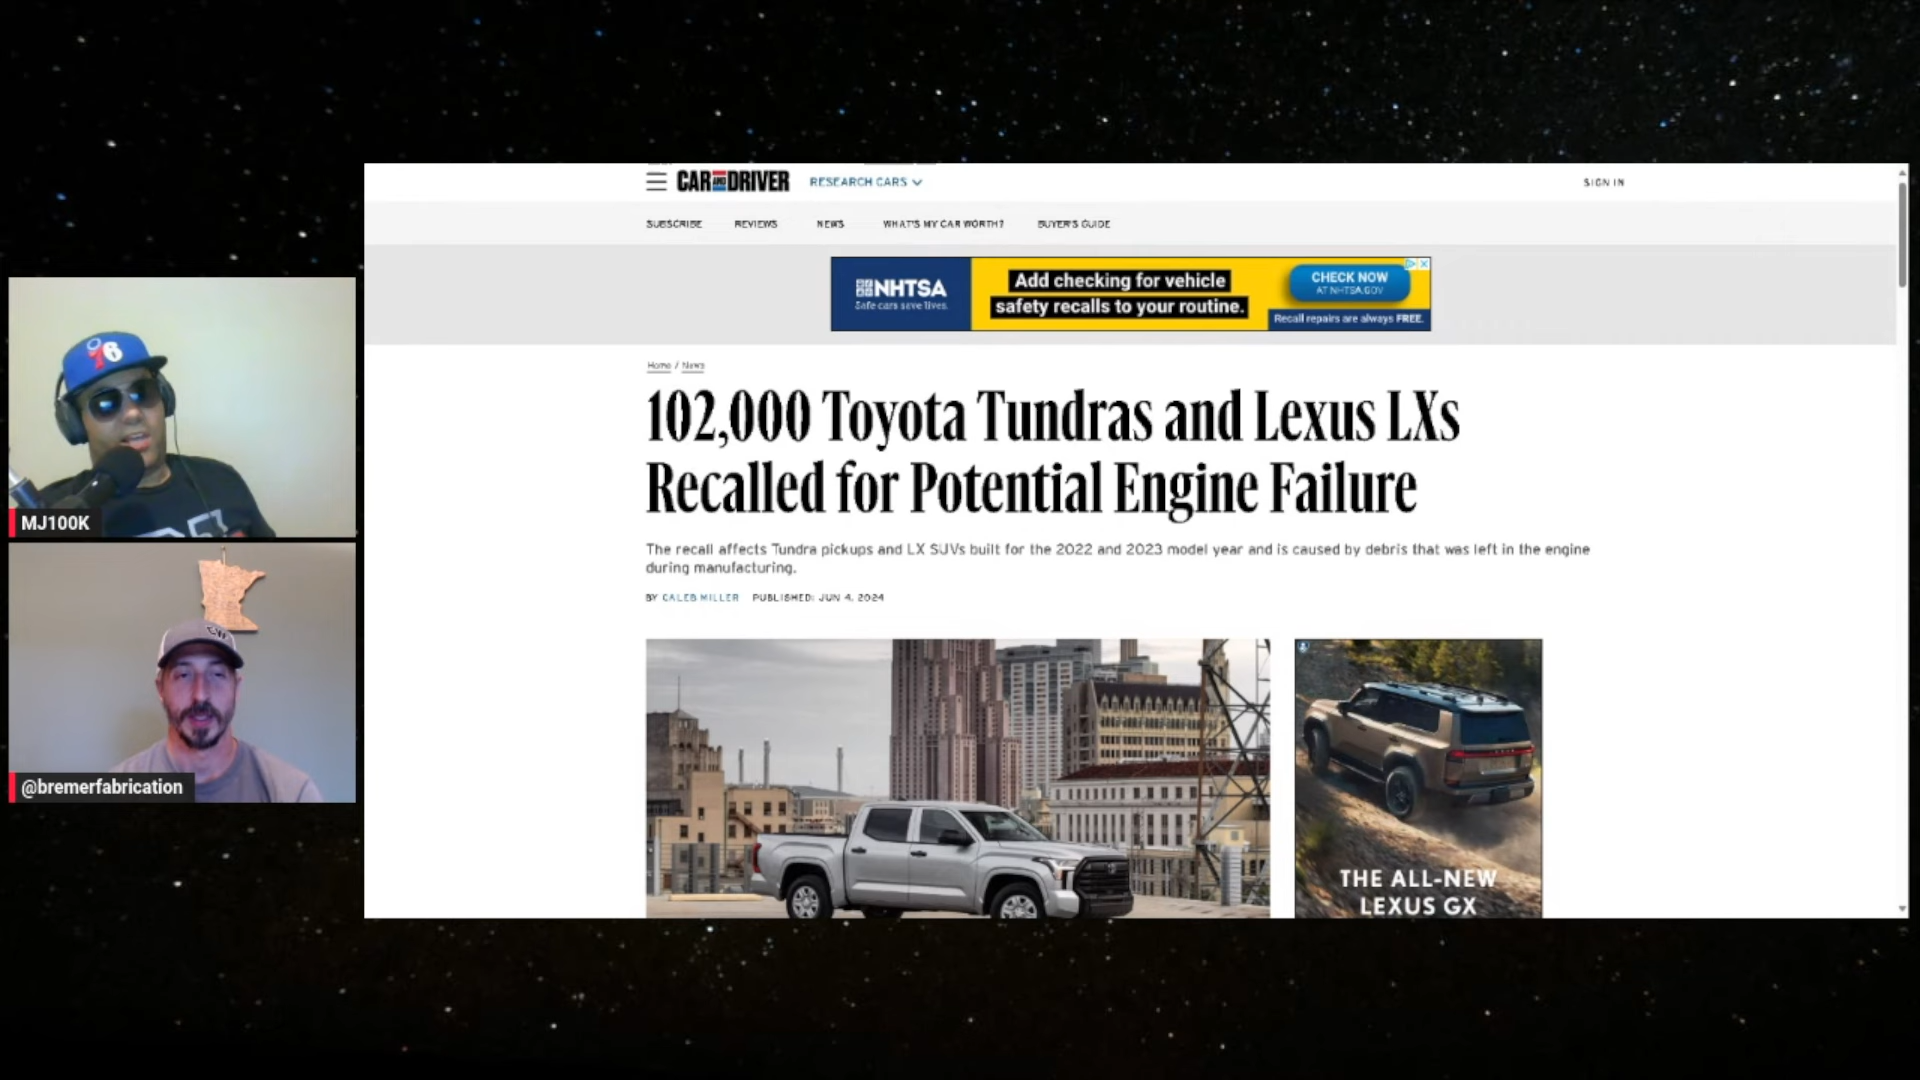 CAR AND DRIVER
RESEARCH CARS
SIGN IN
SUBSCRIBE
REVIEWS
NEWS
WHAT'S MY CAR WORTH?
BUYER'S GUIDE
NHTSA
Safe cars save lives.
Add checking for vehicle
safety recalls to your routine.
CHECK NOW
AT NHTSA.GOV
Recall repairs are always FREE.
Home / News
102,000 Toyota Tundras and Lexus LXs
Recalled for Potential Engine Failure
The recall affects Tundra pickups and LX SUVs built for the 2022 and 2023 model year and is caused by debris that was left in the engine
during manufacturing.
BY CALEB MILLER PUBLISHED: JUN 4, 2024
THE ALL-NEW
LEXUS GX
76
MJ100K
CW
@bremerfabrication